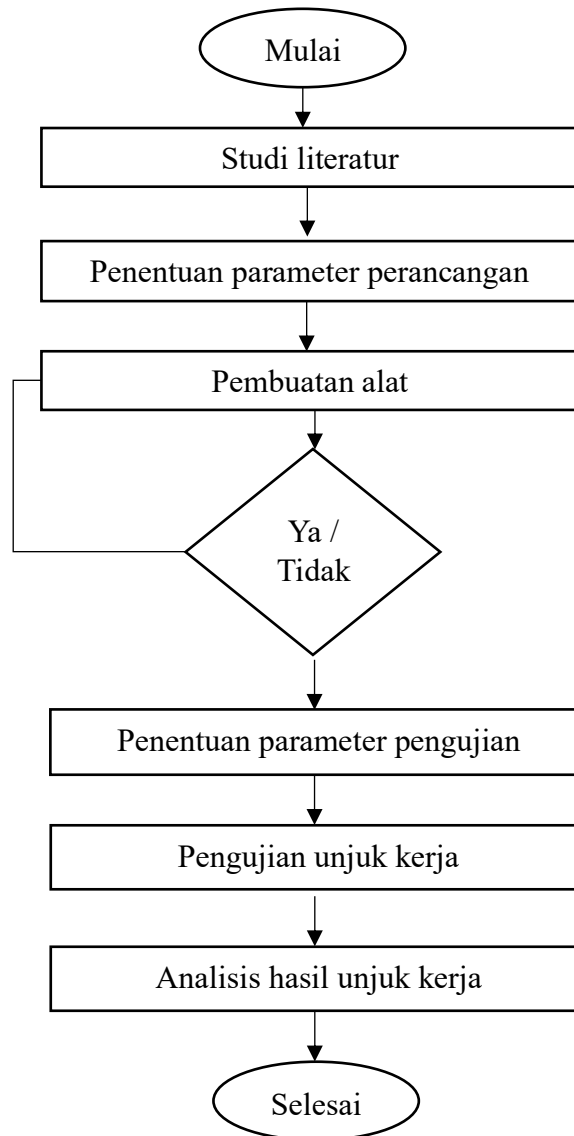 Mulai
Studi literatur
Penentuan parameter perancangan
Pembuatan alat
Ya /
Tidak
Penentuan parameter pengujian
Pengujian unjuk kerja
Analisis hasil unjuk kerja
Selesai